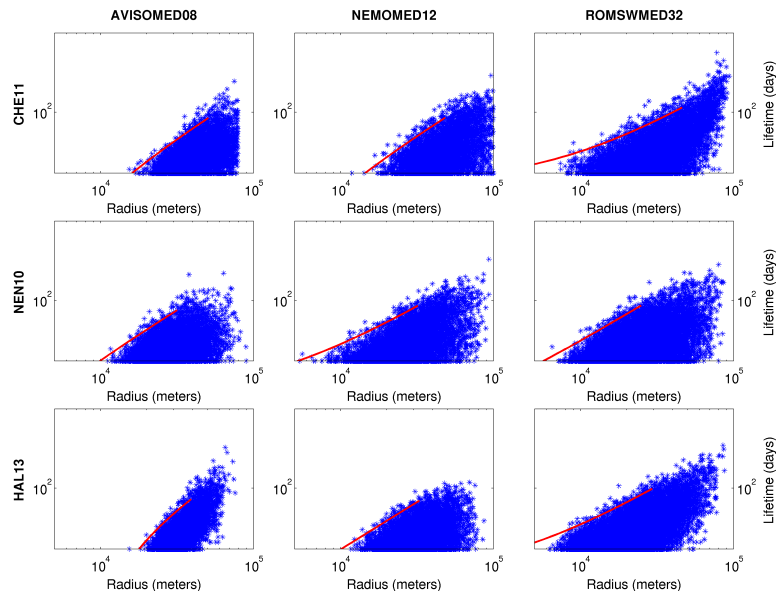 AVISOMED08 NEMOMED12 ROMSWMED32
CHE11
10^2 10^2 10^2
Lifetime (days)
10^4 10^5 10^4 10^5 10^4 10^5
Radius (meters) Radius (meters) Radius (meters)
NEN10
10^2 10^2 10^2
Lifetime (days)
10^4 10^5 10^4 10^5 10^4 10^5
Radius (meters) Radius (meters) Radius (meters)
HAL13
10^2 10^2 10^2
Lifetime (days)
10^4 10^5 10^4 10^5 10^4 10^5
Radius (meters) Radius (meters) Radius (meters)